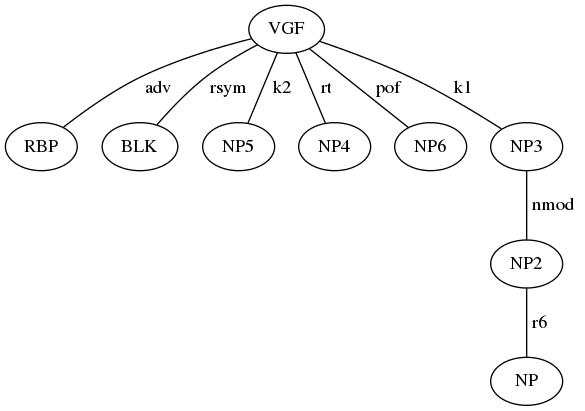 VGF
adv rsym k2 rt pof k1
RBP BLK NP5 NP4 NP6 NP3
nmod
NP2
r6
NP